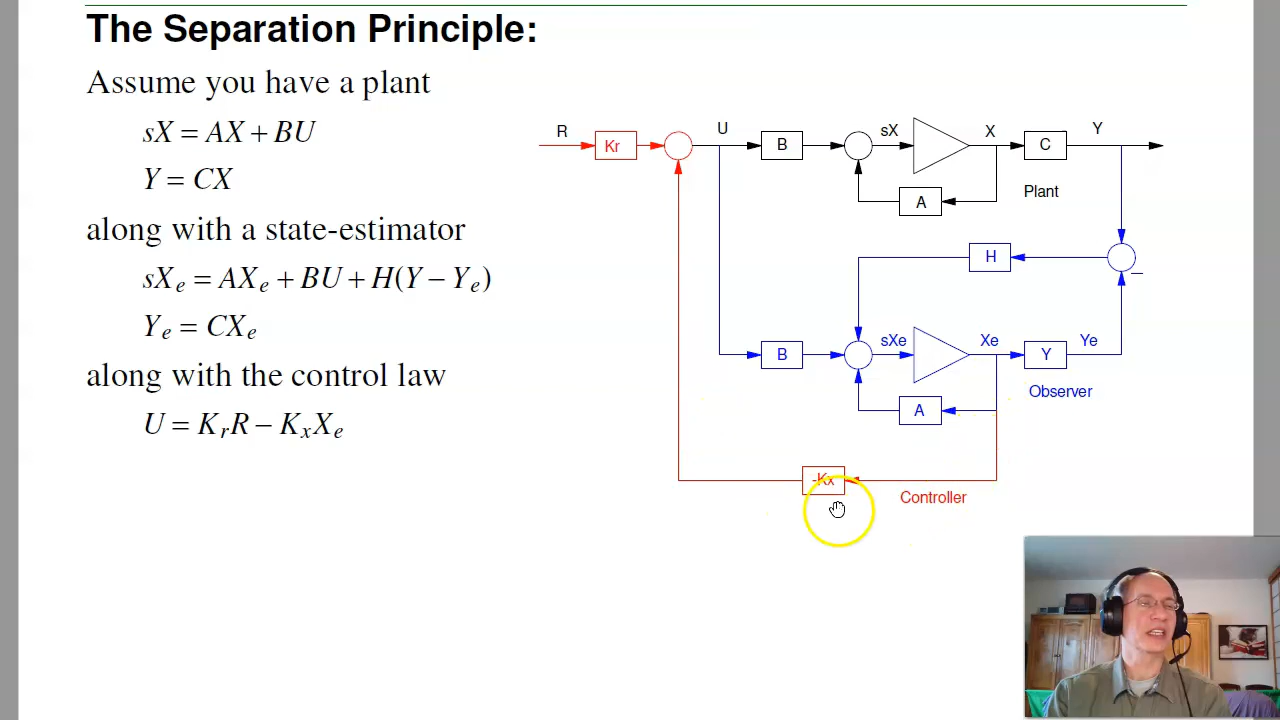 The Separation Principle:
Assume you have a plant
sX = AX + BU
Y = CX
along with a state-estimator
sXₑ = AXₑ + BU + H(Y − Yₑ)
Yₑ = CXₑ
along with the control law
U = KᵣR − KₓXₑ
R
Kr
U
B
sX
X
C
Y
A
Plant
H
−
B
sXe
Xe
Y
Ye
A
Observer
-Kx
Controller